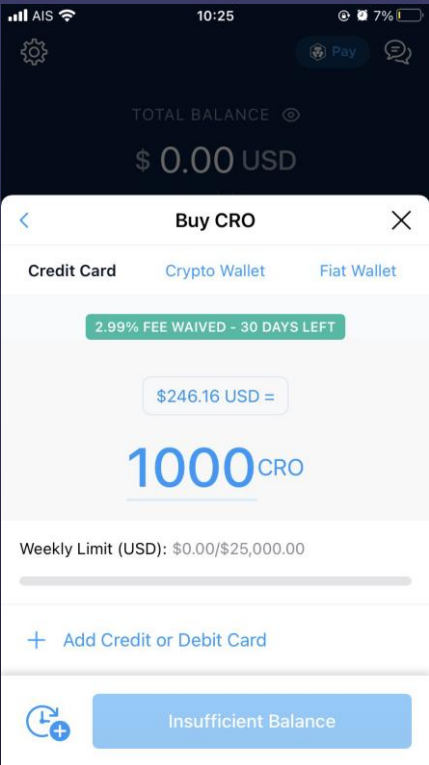 AIS 10:25 7%
Pay
TOTAL BALANCE
$ 0.00 USD
Buy CRO
Credit Card Crypto Wallet Fiat Wallet
2.99% FEE WAIVED - 30 DAYS LEFT
$246.16 USD =
1000 CRO
Weekly Limit (USD): $0.00/$25,000.00
+ Add Credit or Debit Card
Insufficient Balance